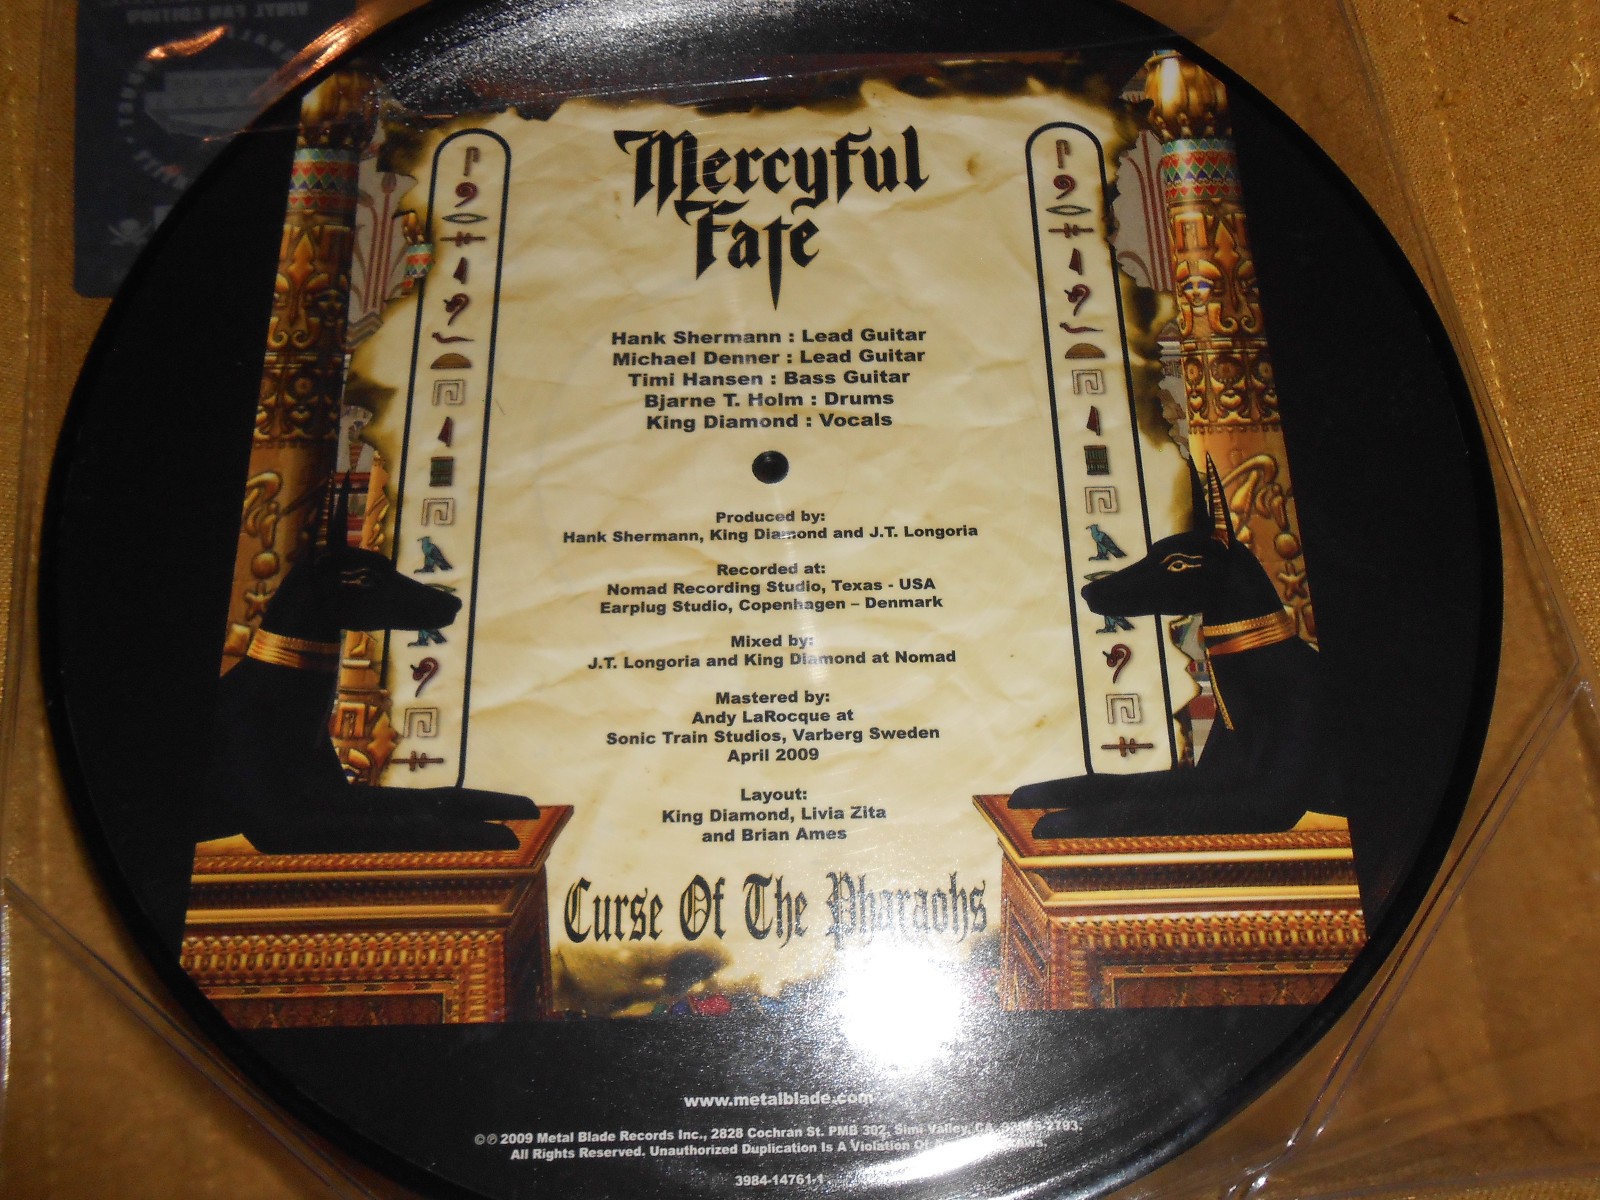 VINYL FAN EDITION
Mercyful
Fate
Hank Shermann : Lead Guitar
Michael Denner : Lead Guitar
Timi Hansen : Bass Guitar
Bjarne T. Holm : Drums
King Diamond : Vocals
Produced by:
Hank Shermann, King Diamond and J.T. Longoria
Recorded at:
Nomad Recording Studio, Texas - USA
Earplug Studio, Copenhagen – Denmark
Mixed by:
J.T. Longoria and King Diamond at Nomad
Mastered by:
Andy LaRocque at
Sonic Train Studios, Varberg Sweden
April 2009
Layout:
King Diamond, Livia Zita
and Brian Ames
Curse Of The Pharaohs
www.metalblade.com
©℗ 2009 Metal Blade Records Inc., 2828 Cochran St. PMB 302, Simi Valley, CA,
All Rights Reserved. Unauthorized Duplication Is A Violation Of
3984-14761-1